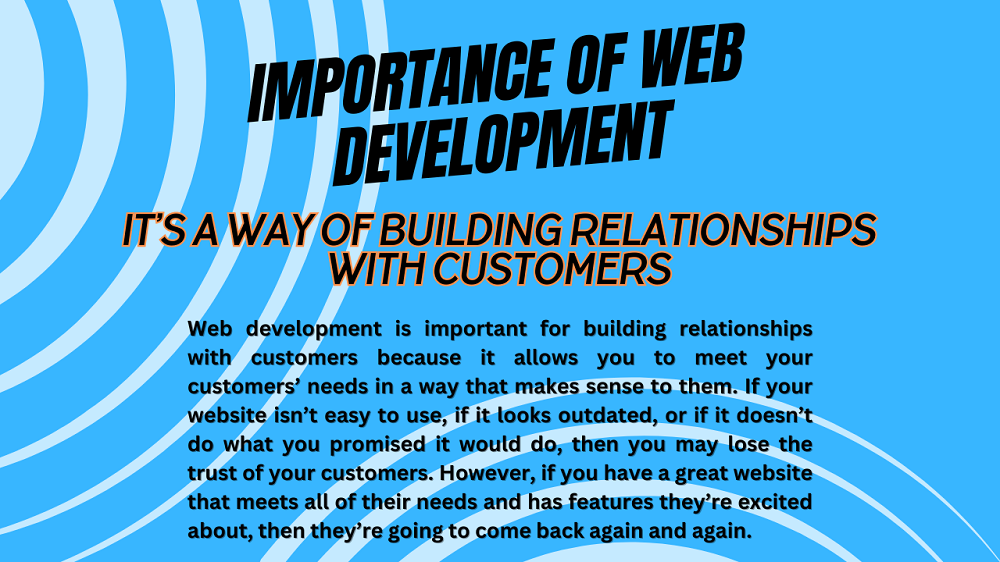 IMPORTANCE OF WEB
DEVELOPMENT
IT'S A WAY OF BUILDING RELATIONSHIPS
WITH CUSTOMERS
Web development is important for building relationships
with customers because it allows you to meet your
customers' needs in a way that makes sense to them. If your
website isn't easy to use, if it looks outdated, or if it doesn't
do what you promised it would do, then you may lose the
trust of your customers. However, if you have a great website
that meets all of their needs and has features they're excited
about, then they're going to come back again and again.